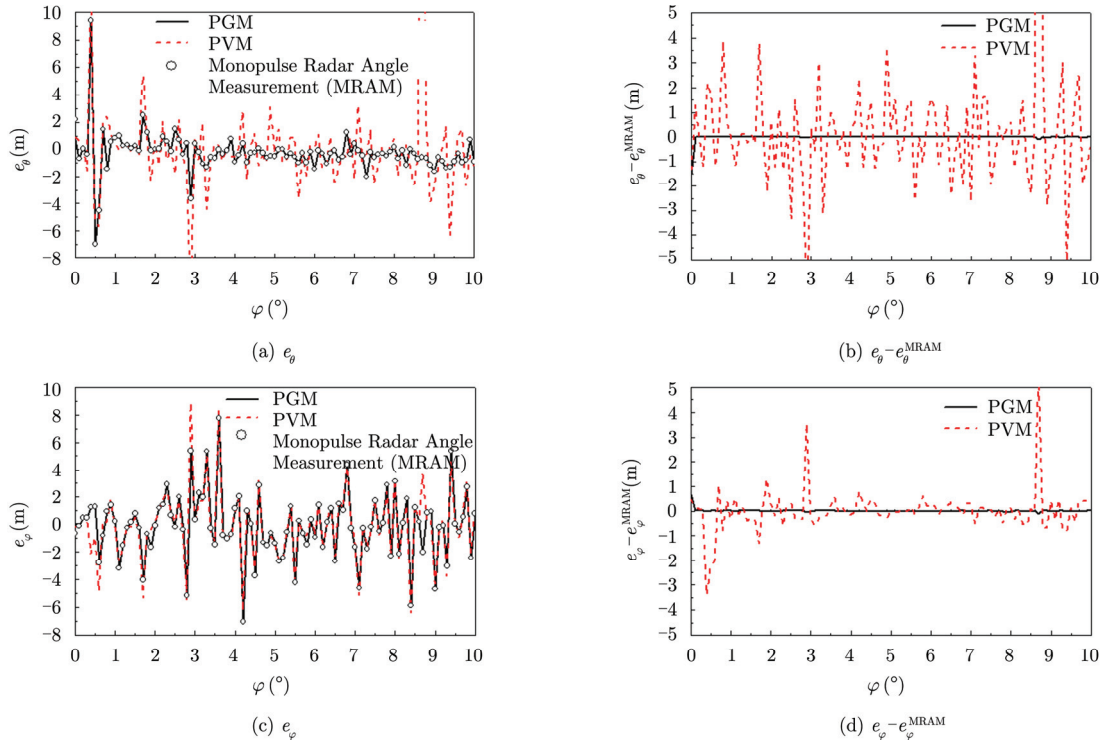 PGM
PVM
Monopulse Radar Angle
Measurement (MRAM)
10
8
6
4
2
0
−2
−4
−6
−8
e_θ (m)
0 1 2 3 4 5 6 7 8 9 10
φ (°)
(a) e_θ
PGM
PVM
5
4
3
2
1
0
−1
−2
−3
−4
−5
e_θ − e_θ^MRAM (m)
0 1 2 3 4 5 6 7 8 9 10
φ (°)
(b) e_θ − e_θ^MRAM
PGM
PVM
Monopulse Radar Angle
Measurement (MRAM)
10
8
6
4
2
0
−2
−4
−6
−8
e_φ (m)
0 1 2 3 4 5 6 7 8 9 10
φ (°)
(c) e_φ
PGM
PVM
5
4
3
2
1
0
−1
−2
−3
−4
−5
e_φ − e_φ^MRAM (m)
0 1 2 3 4 5 6 7 8 9 10
φ (°)
(d) e_φ − e_φ^MRAM